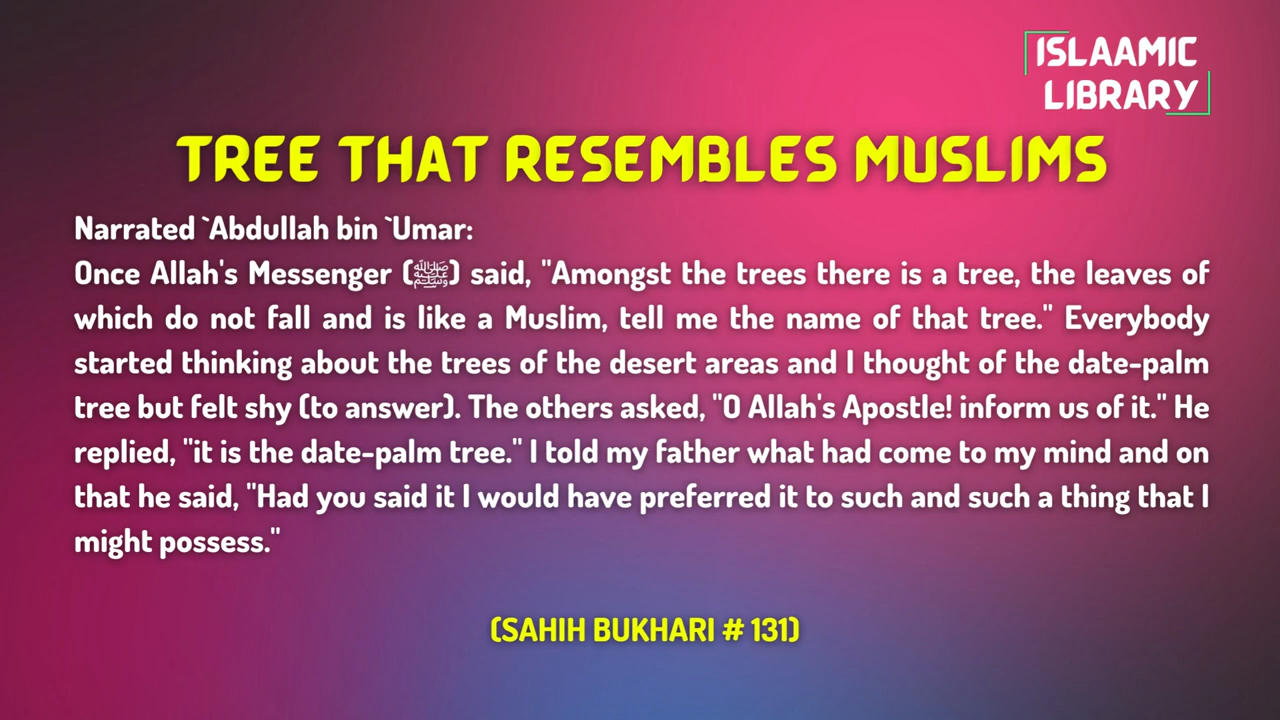 ISLAAMIC
LIBRARY
TREE THAT RESEMBLES MUSLIMS
Narrated `Abdullah bin `Umar:
Once Allah's Messenger (ﷺ) said, "Amongst the trees there is a tree, the leaves of
which do not fall and is like a Muslim, tell me the name of that tree." Everybody
started thinking about the trees of the desert areas and I thought of the date-palm
tree but felt shy (to answer). The others asked, "O Allah's Apostle! inform us of it." He
replied, "it is the date-palm tree." I told my father what had come to my mind and on
that he said, "Had you said it I would have preferred it to such and such a thing that I
might possess."
(SAHIH BUKHARI # 131)